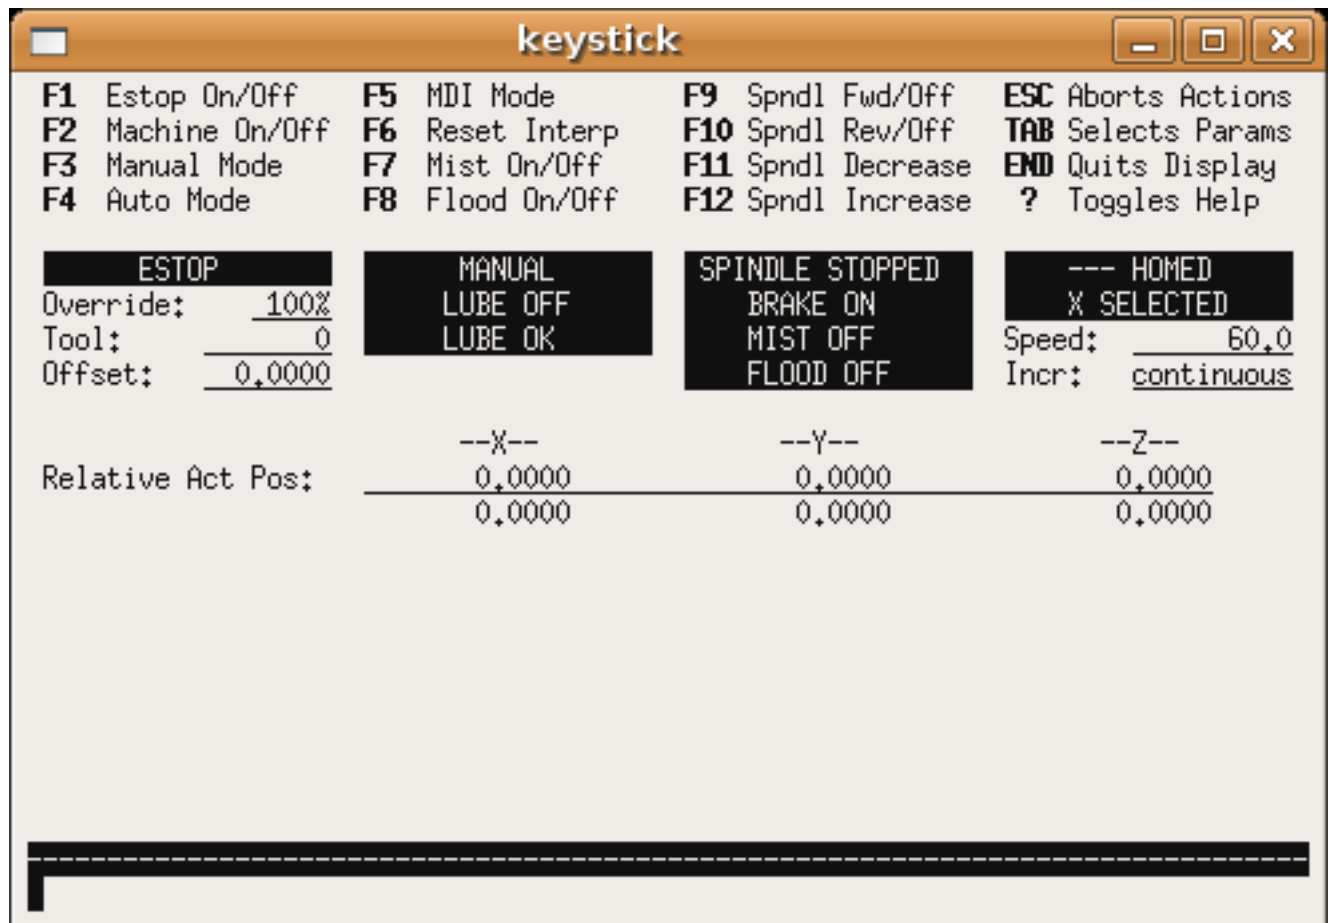 keystick
F1 Estop On/Off F5 MDI Mode F9 Spndl Fwd/Off ESC Aborts Actions
F2 Machine On/Off F6 Reset Interp F10 Spndl Rev/Off TAB Selects Params
F3 Manual Mode F7 Mist On/Off F11 Spndl Decrease END Quits Display
F4 Auto Mode F8 Flood On/Off F12 Spndl Increase ? Toggles Help
ESTOP MANUAL SPINDLE STOPPED --- HOMED
Override: 100% LUBE OFF BRAKE ON X SELECTED
Tool: 0 LUBE OK MIST OFF Speed: 60.0
Offset: 0.0000 FLOOD OFF Incr: continuous
--X-- --Y-- --Z--
Relative Act Pos: 0.0000 0.0000 0.0000
0.0000 0.0000 0.0000
--------------------------------------------------------------------------------